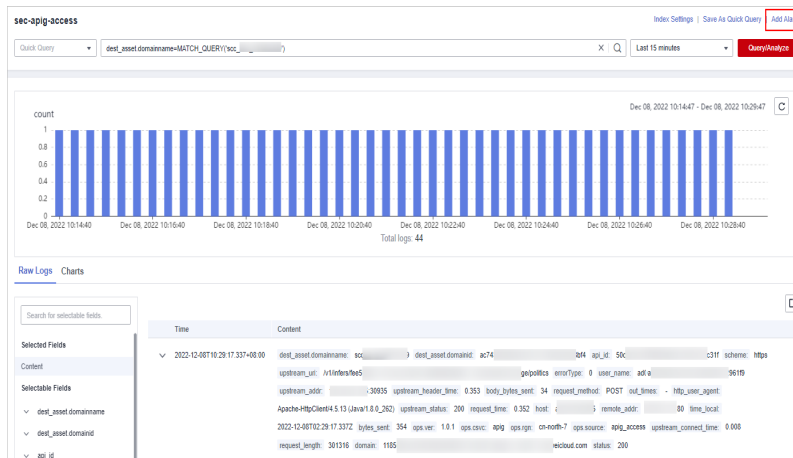 sec-apig-access
Index Settings | Save As Quick Query | Add Ala
Quick Query dest_asset.domainname=MATCH_QUERY('scc_ ') X Last 15 minutes Query/Analyze
Dec 08, 2022 10:14:47 - Dec 08, 2022 10:29:47
count
1
0.8
0.6
0.4
0.2
0
Dec 08, 2022 10:14:40 Dec 08, 2022 10:16:40 Dec 08, 2022 10:18:40 Dec 08, 2022 10:20:40 Dec 08, 2022 10:22:40 Dec 08, 2022 10:24:40 Dec 08, 2022 10:26:40 Dec 08, 2022 10:28:40
Total logs: 44
Raw Logs Charts
Search for selectable fields.
Selected Fields
Content
Selectable Fields
dest_asset.domainname
dest_asset.domainid
api_id
Time Content
2022-12-08T10:29:17.337+08:00 dest_asset.domainname: dest_asset.domainid: ac74 api_id: 50c c31f scheme: https
upstream_uri: /v1/infers/fee5 ge/politics errorType: 0 user_name: 961f9
upstream_addr: :30935 upstream_header_time: 0.353 body_bytes_sent: 34 request_method: POST out_times: - http_user_agent:
Apache-HttpClient/4.5.13 (Java/1.8.0_262) upstream_status: 200 request_time: 0.352 host: remote_addr: 80 time_local:
2022-12-08T02:29:17.337Z bytes_sent: 354 ops.ver: 1.0.1 ops.csvc: apig ops.rgn: cn-north-7 ops.source: apig_access upstream_connect_time: 0.008
request_length: 301316 domain: 1185 eicloud.com status: 200